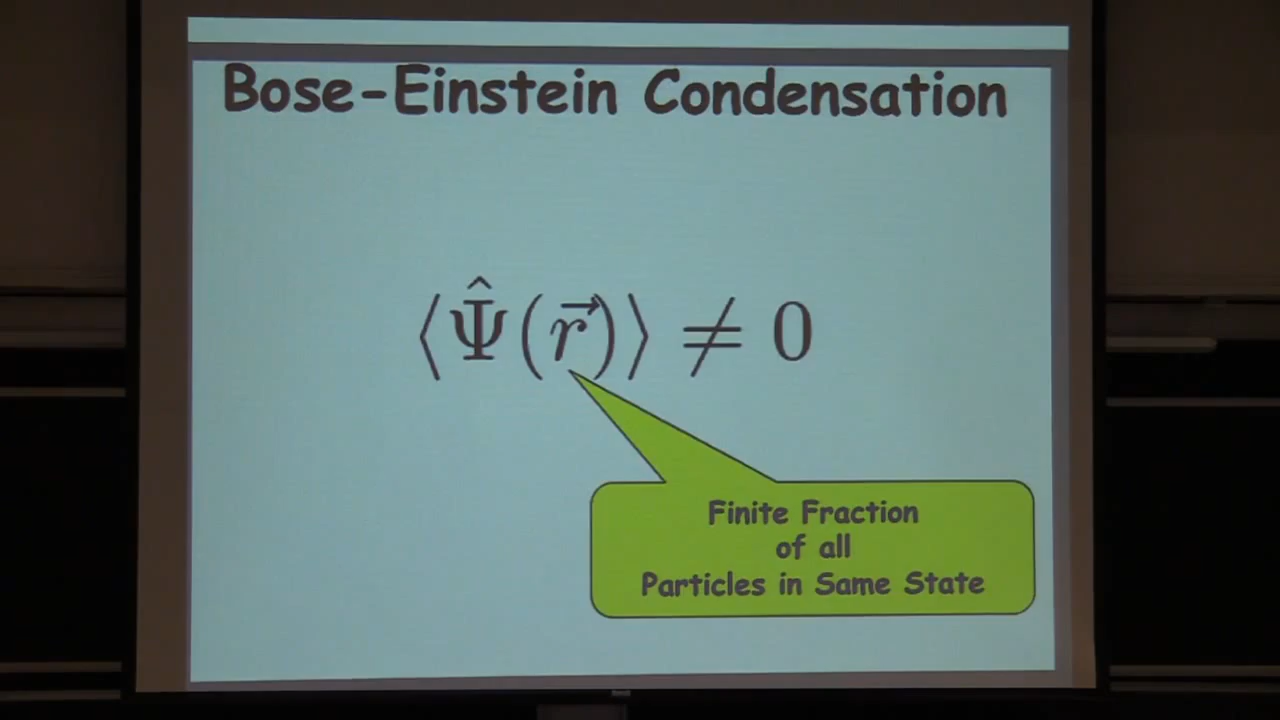 Bose-Einstein Condensation
⟨Ψ̂(r⃗)⟩ ≠ 0
Finite Fraction
of all
Particles in Same State